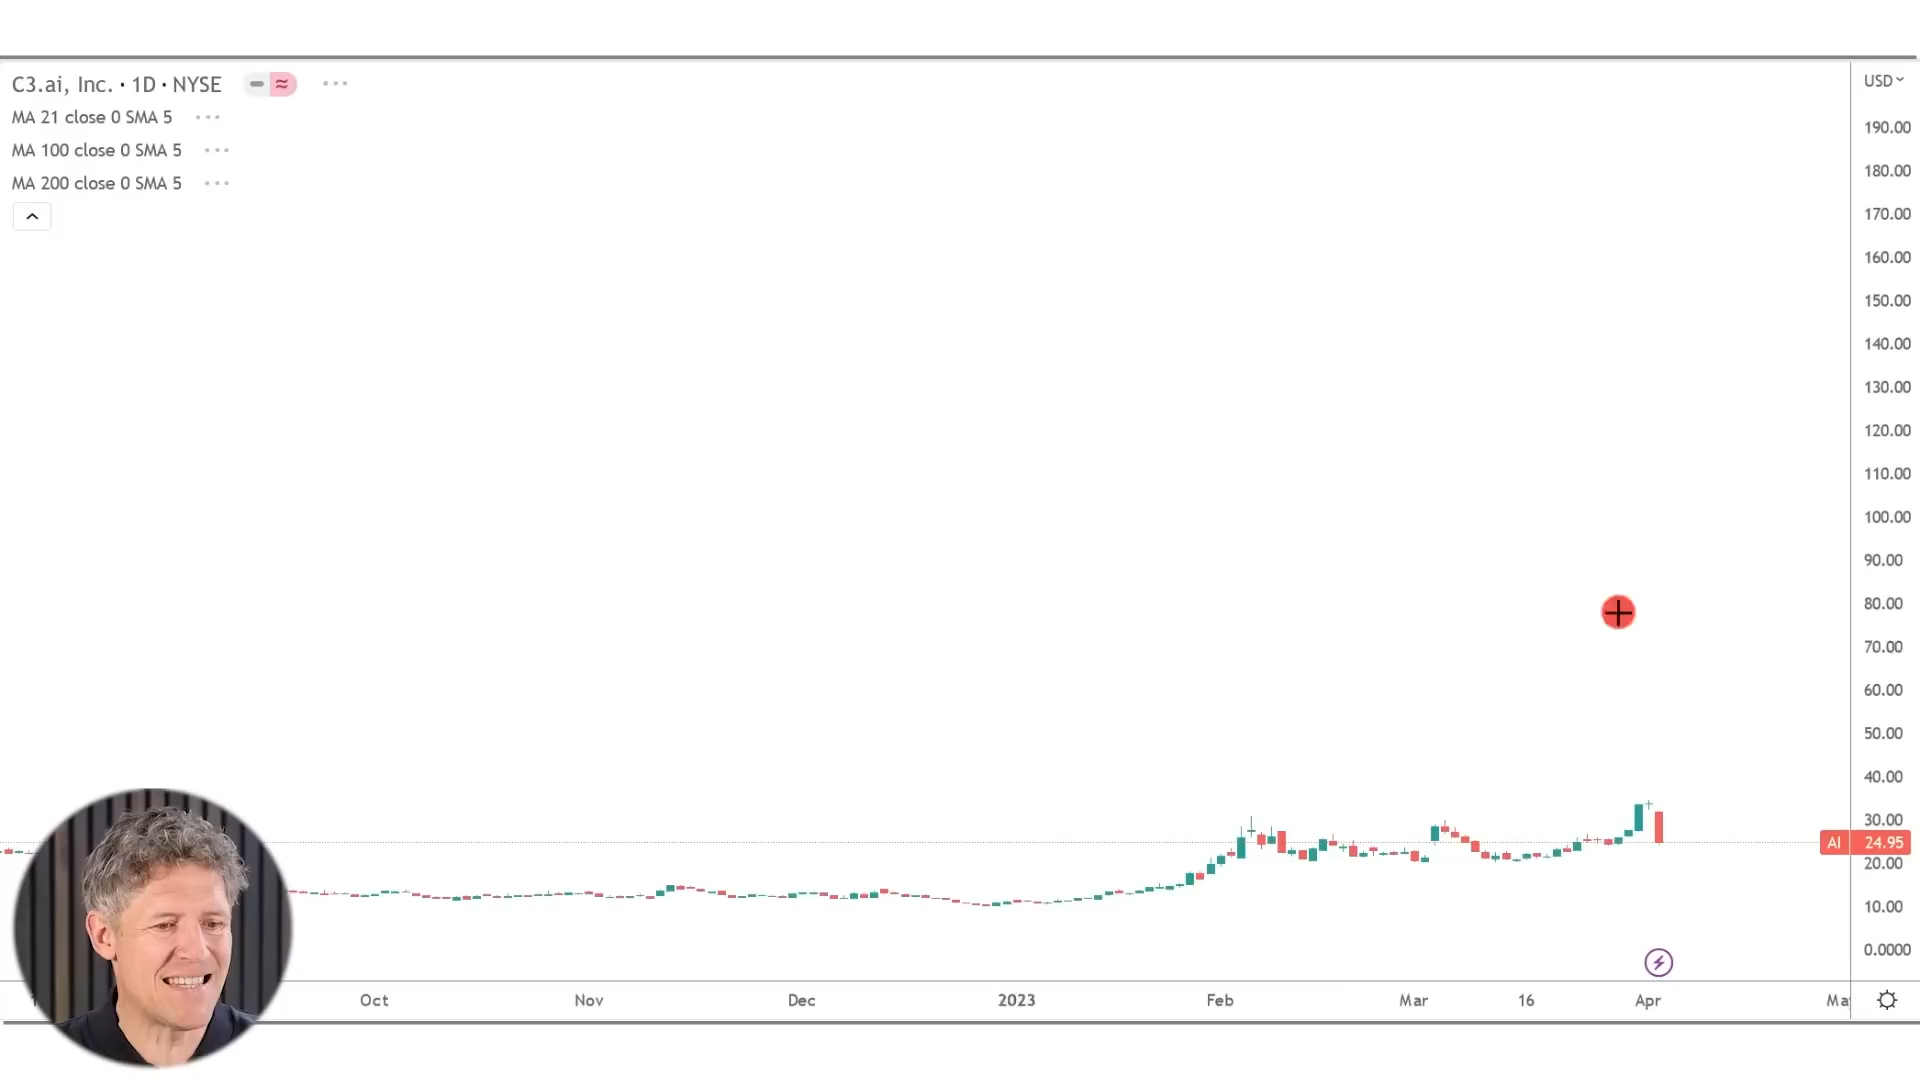 C3.ai, Inc. · 1D · NYSE
USD
MA 21 close 0 SMA 5
MA 100 close 0 SMA 5
MA 200 close 0 SMA 5
190.00
180.00
170.00
160.00
150.00
140.00
130.00
120.00
110.00
100.00
90.00
80.00
70.00
60.00
50.00
40.00
30.00
AI 24.95
20.00
10.00
0.0000
Oct Nov Dec 2023 Feb Mar 16 Apr